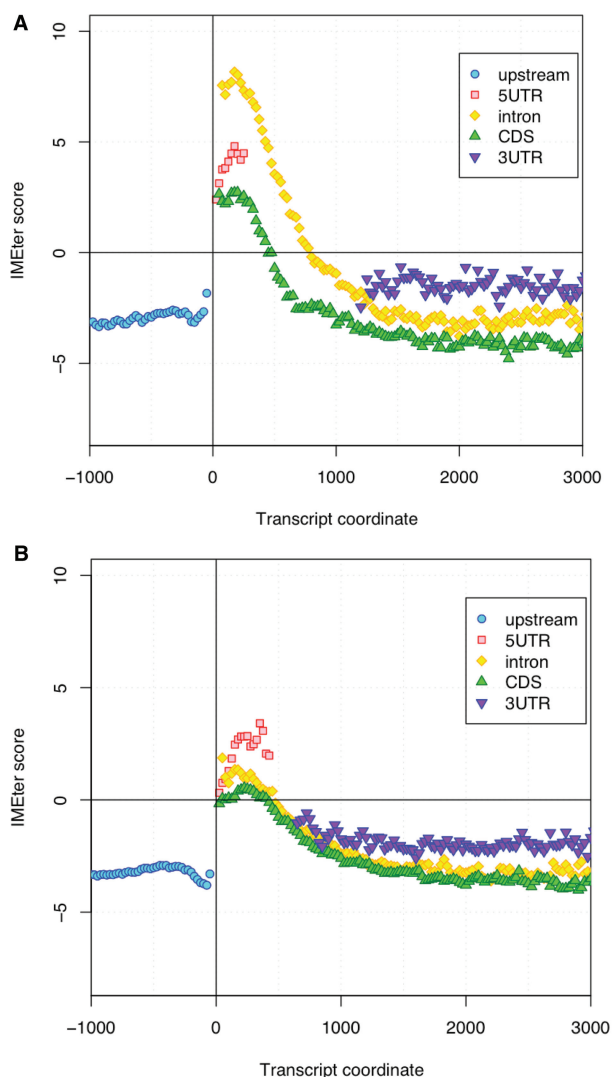 A
10
5
0
−5
IMEter score
upstream
5UTR
intron
CDS
3UTR
−1000 0 1000 2000 3000
Transcript coordinate
B
10
5
0
−5
IMEter score
upstream
5UTR
intron
CDS
3UTR
−1000 0 1000 2000 3000
Transcript coordinate